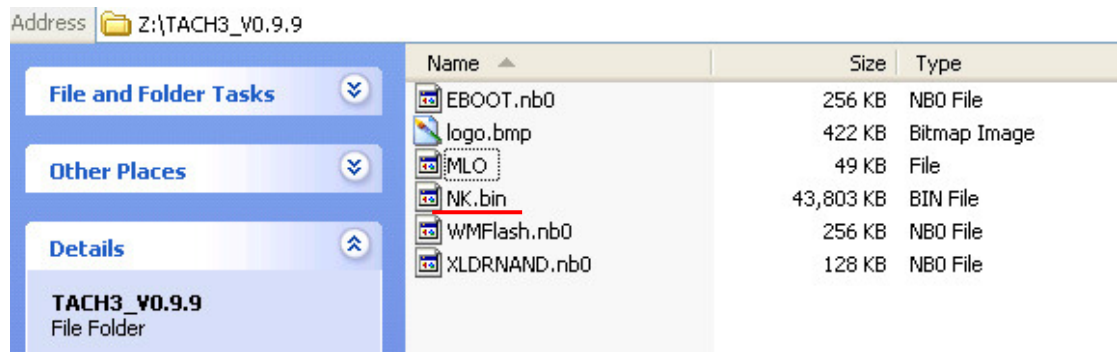 Address Z:\TACH3_V0.9.9
Name Size Type
File and Folder Tasks
EBOOT.nb0 256 KB NB0 File
logo.bmp 422 KB Bitmap Image
Other Places
MLO 49 KB File
NK.bin 43,803 KB BIN File
WMFlash.nb0 256 KB NB0 File
Details
XLDRNAND.nb0 128 KB NB0 File
TACH3_V0.9.9
File Folder